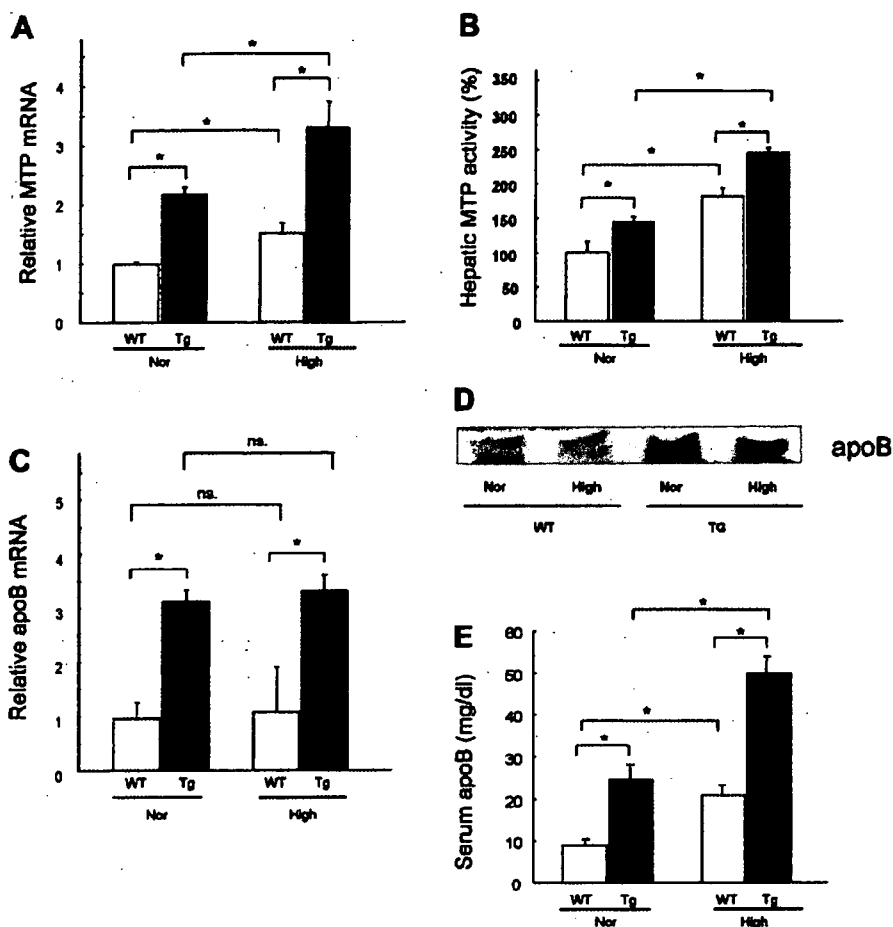 A
Relative MTP mRNA
4
3
2
1
0
*
*
*
*
WT Tg WT Tg
Nor High
B
Hepatic MTP activity (%)
350
300
250
200
150
100
50
0
*
*
*
*
WT Tg WT Tg
Nor High
C
Relative apoB mRNA
5
4
3
2
1
0
ns.
ns.
*
*
WT Tg WT Tg
Nor High
D
apoB
Nor High Nor High
WT TG
E
Serum apoB (mg/dl)
60
50
40
30
20
10
0
*
*
*
*
WT Tg WT Tg
Nor High